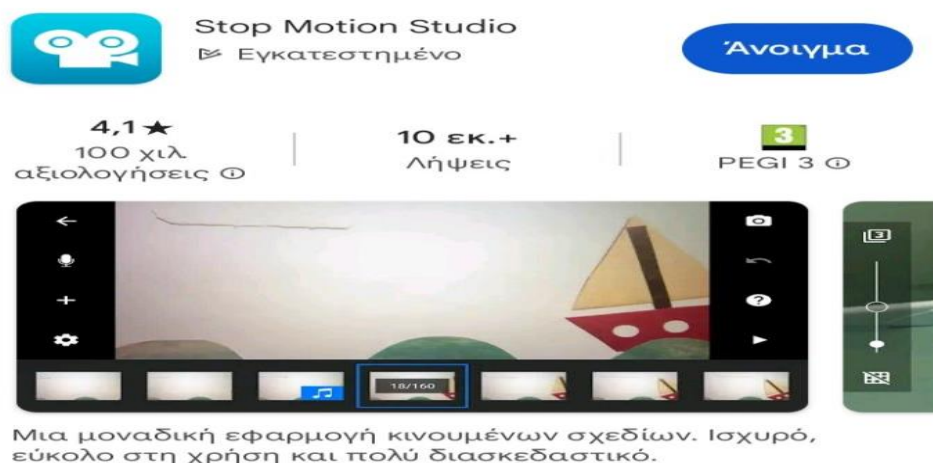 Stop Motion Studio
Εγκατεστημένο
Άνοιγμα
4,1★
100 χιλ.
αξιολογήσεις
10 εκ.+
Λήψεις
3
PEGI 3
3
18/160
Μια μοναδική εφαρμογή κινουμένων σχεδίων. Ισχυρό,
εύκολο στη χρήση και πολύ διασκεδαστικό.